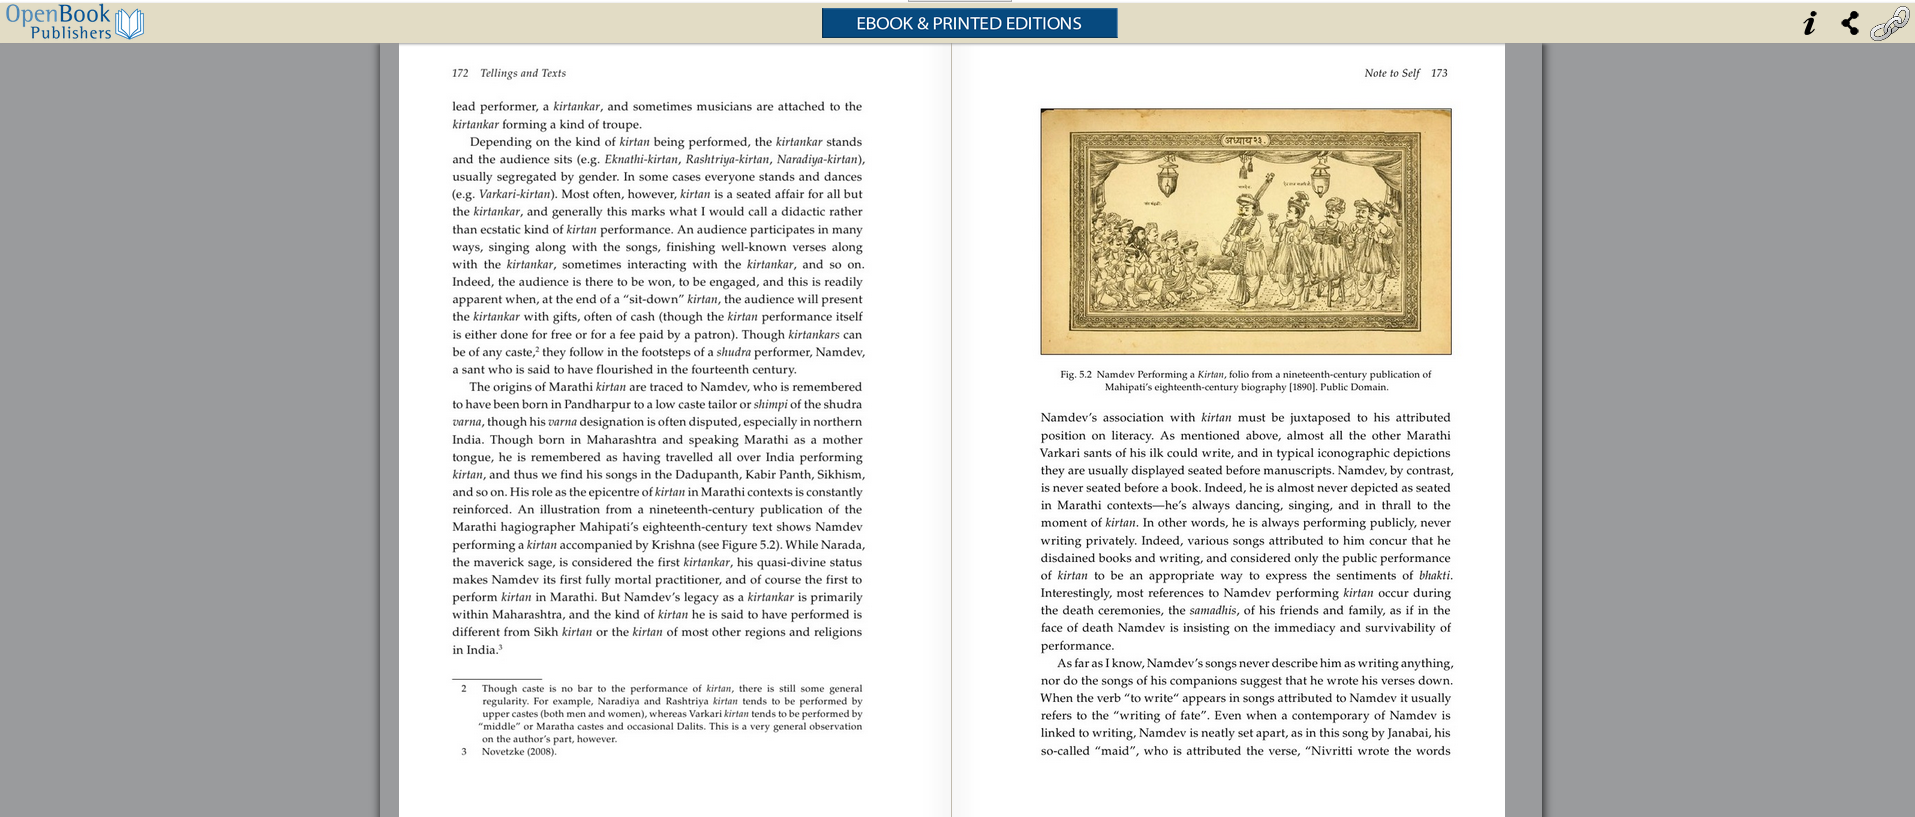 OpenBook
Publishers
EBOOK & PRINTED EDITIONS
172 Tellings and Texts
lead performer, a kirtankar, and sometimes musicians are attached to the
kirtankar forming a kind of troupe.
Depending on the kind of kirtan being performed, the kirtankar stands
and the audience sits (e.g. Eknathi-kirtan, Rashtriya-kirtan, Naradiya-kirtan),
usually segregated by gender. In some cases everyone stands and dances
(e.g. Varkari-kirtan). Most often, however, kirtan is a seated affair for all but
the kirtankar, and generally this marks what I would call a didactic rather
than ecstatic kind of kirtan performance. An audience participates in many
ways, singing along with the songs, finishing well-known verses along
with the kirtankar, sometimes interacting with the kirtankar, and so on.
Indeed, the audience is there to be won, to be engaged, and this is readily
apparent when, at the end of a “sit-down” kirtan, the audience will present
the kirtankar with gifts, often of cash (though the kirtan performance itself
is either done for free or for a fee paid by a patron). Though kirtankars can
be of any caste,² they follow in the footsteps of a shudra performer, Namdev,
a sant who is said to have flourished in the fourteenth century.
The origins of Marathi kirtan are traced to Namdev, who is remembered
to have been born in Pandharpur to a low caste tailor or shimpi of the shudra
varna, though his varna designation is often disputed, especially in northern
India. Though born in Maharashtra and speaking Marathi as a mother
tongue, he is remembered as having travelled all over India performing
kirtan, and thus we find his songs in the Dadupanth, Kabir Panth, Sikhism,
and so on. His role as the epicentre of kirtan in Marathi contexts is constantly
reinforced. An illustration from a nineteenth-century publication of the
Marathi hagiographer Mahipati’s eighteenth-century text shows Namdev
performing a kirtan accompanied by Krishna (see Figure 5.2). While Narada,
the maverick sage, is considered the first kirtankar, his quasi-divine status
makes Namdev its first fully mortal practitioner, and of course the first to
perform kirtan in Marathi. But Namdev’s legacy as a kirtankar is primarily
within Maharashtra, and the kind of kirtan he is said to have performed is
different from Sikh kirtan or the kirtan of most other regions and religions
in India.³
2 Though caste is no bar to the performance of kirtan, there is still some general
regularity. For example, Naradiya and Rashtriya kirtan tends to be performed by
upper castes (both men and women), whereas Varkari kirtan tends to be performed by
“middle” or Maratha castes and occasional Dalits. This is a very general observation
on the author’s part, however.
3 Novetzke (2008).
Note to Self 173
Fig. 5.2 Namdev Performing a Kirtan, folio from a nineteenth-century publication of
Mahipati’s eighteenth-century biography [1890]. Public Domain.
Namdev’s association with kirtan must be juxtaposed to his attributed
position on literacy. As mentioned above, almost all the other Marathi
Varkari sants of his ilk could write, and in typical iconographic depictions
they are usually displayed seated before manuscripts. Namdev, by contrast,
is never seated before a book. Indeed, he is almost never depicted as seated
in Marathi contexts—he’s always dancing, singing, and in thrall to the
moment of kirtan. In other words, he is always performing publicly, never
writing privately. Indeed, various songs attributed to him concur that he
disdained books and writing, and considered only the public performance
of kirtan to be an appropriate way to express the sentiments of bhakti.
Interestingly, most references to Namdev performing kirtan occur during
the death ceremonies, the samadhis, of his friends and family, as if in the
face of death Namdev is insisting on the immediacy and survivability of
performance.
As far as I know, Namdev’s songs never describe him as writing anything,
nor do the songs of his companions suggest that he wrote his verses down.
When the verb “to write“ appears in songs attributed to Namdev it usually
refers to the “writing of fate”. Even when a contemporary of Namdev is
linked to writing, Namdev is neatly set apart, as in this song by Janabai, his
so-called “maid”, who is attributed the verse, “Nivritti wrote the words